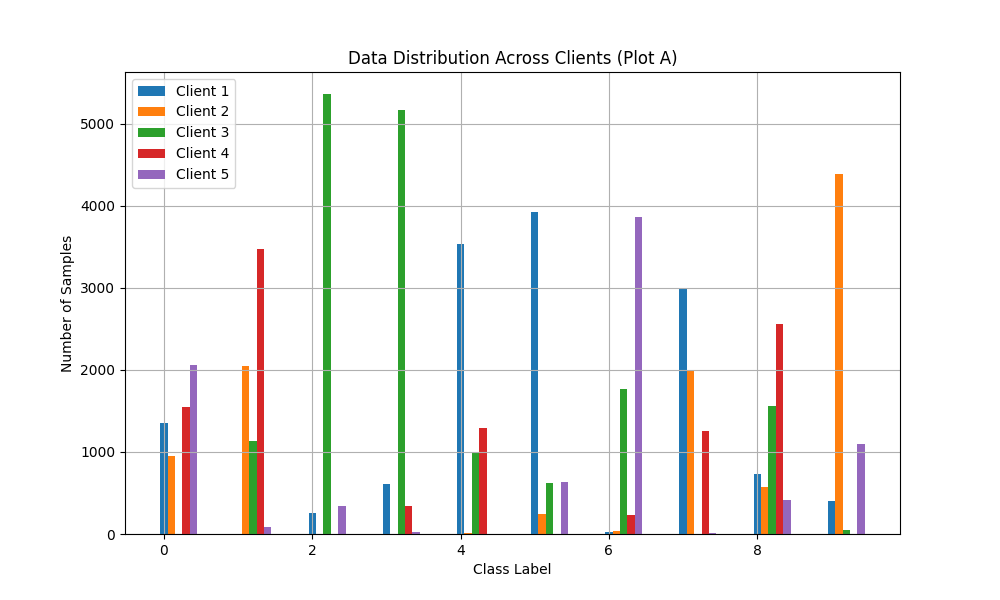 Data Distribution Across Clients (Plot A)
Client 1
Client 2
Client 3
Client 4
Client 5
5000
4000
3000
2000
1000
0
Number of Samples
0 2 4 6 8
Class Label